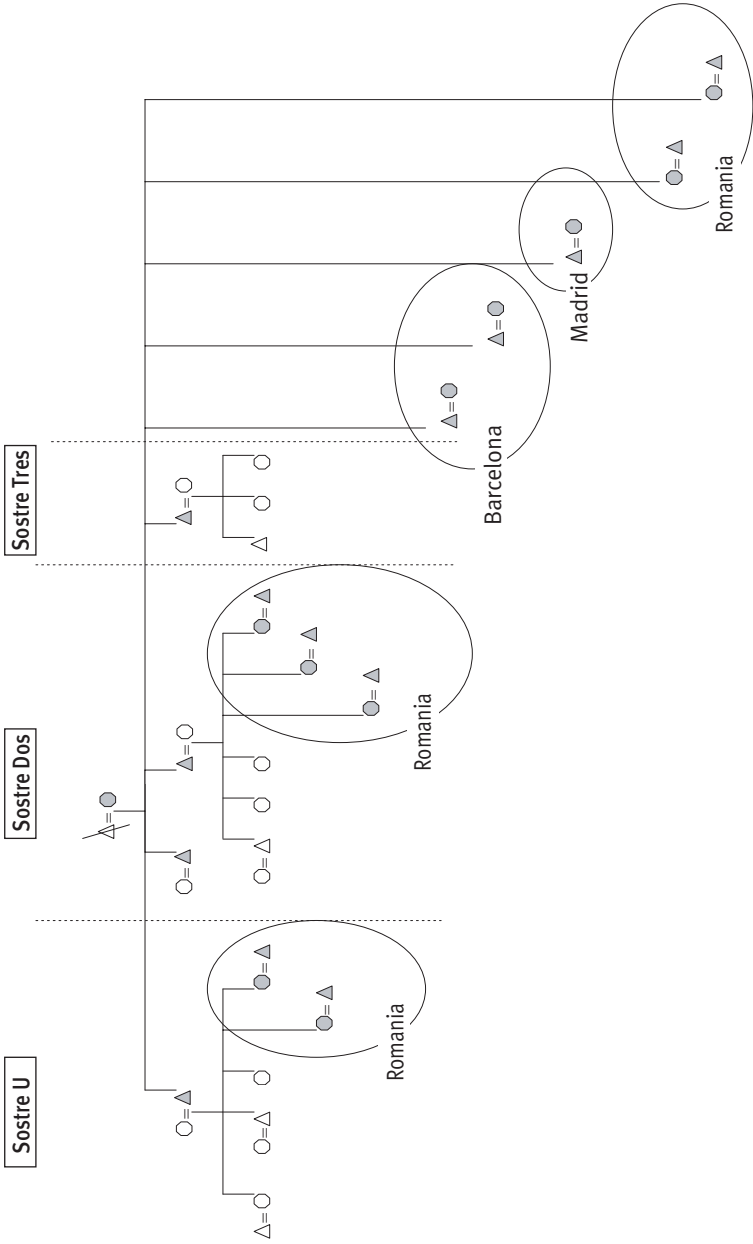 Sostre U
Sostre Dos
Sostre Tres
Romania
Romania
Barcelona
Madrid
Romania